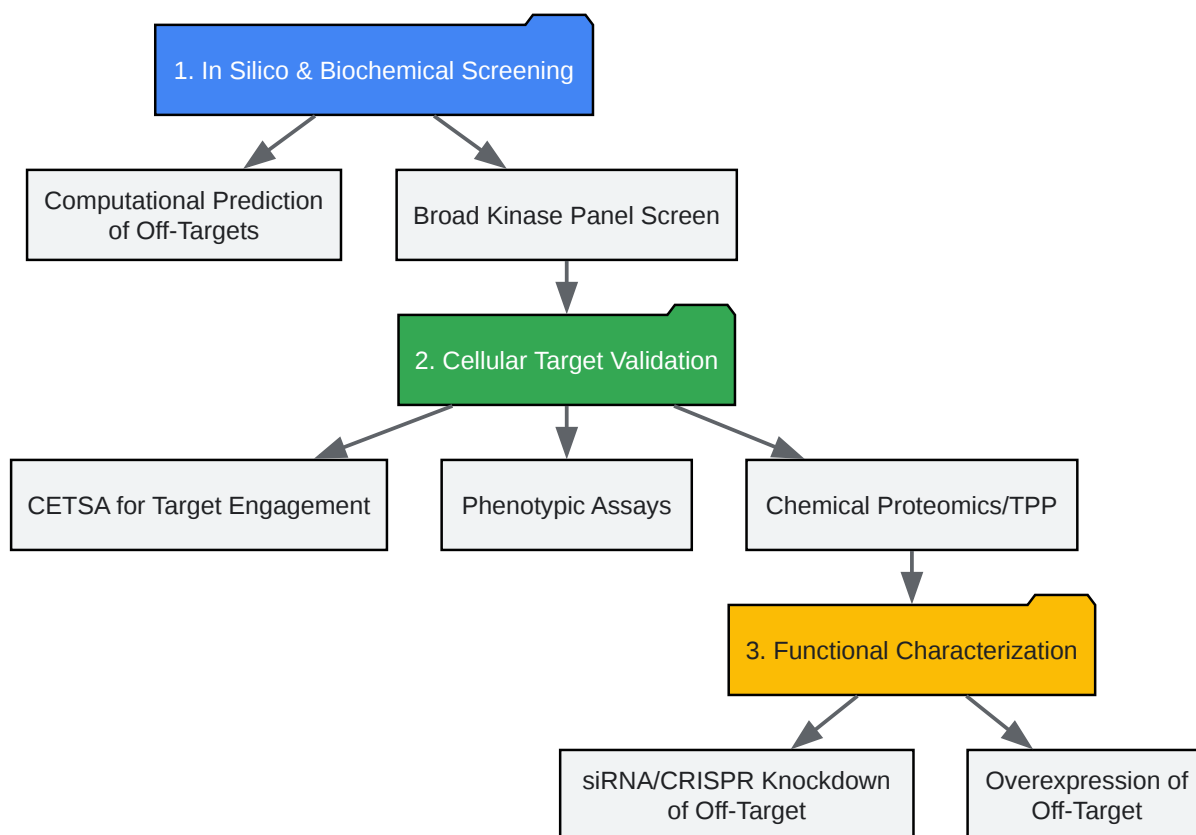 1. In Silico & Biochemical Screening
Computational Prediction
of Off-Targets
Broad Kinase Panel Screen
2. Cellular Target Validation
CETSA for Target Engagement
Phenotypic Assays
Chemical Proteomics/TPP
3. Functional Characterization
siRNA/CRISPR Knockdown
of Off-Target
Overexpression of
Off-Target